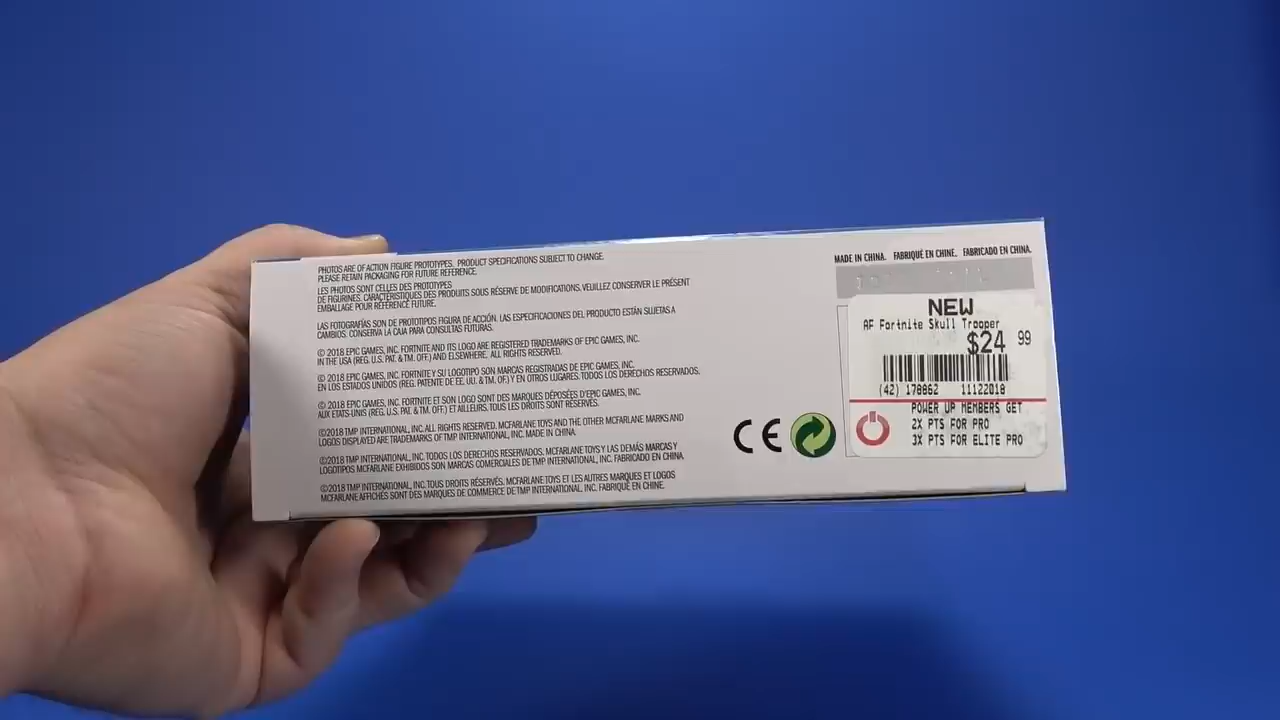 PHOTOS ARE OF ACTION FIGURE PROTOTYPES. PRODUCT SPECIFICATIONS SUBJECT TO CHANGE.
PLEASE RETAIN PACKAGING FOR FUTURE REFERENCE.
LES PHOTOS SONT CELLES DES PROTOTYPES
DE FIGURINES. CARACTÉRISTIQUES DES PRODUITS SOUS RÉSERVE DE MODIFICATIONS. VEUILLEZ CONSERVER LE PRÉSENT
EMBALLAGE POUR RÉFÉRENCE FUTURE.
LAS FOTOGRAFÍAS SON DE PROTOTIPOS FIGURA DE ACCIÓN. LAS ESPECIFICACIONES DEL PRODUCTO ESTÁN SUJETAS A
CAMBIOS. CONSERVA LA CAJA PARA CONSULTAS FUTURAS.
© 2018 EPIC GAMES, INC. FORTNITE AND ITS LOGO ARE REGISTERED TRADEMARKS OF EPIC GAMES, INC.
IN THE USA (REG. U.S. PAT. & TM. OFF.) AND ELSEWHERE. ALL RIGHTS RESERVED.
© 2018 EPIC GAMES, INC. FORTNITE Y SU LOGOTIPO SON MARCAS REGISTRADAS DE EPIC GAMES, INC.
EN LOS ESTADOS UNIDOS (REG. PATENTE DE EE. UU. & TM. OF.) Y EN OTROS LUGARES. TODOS LOS DERECHOS RESERVADOS.
© 2018 EPIC GAMES, INC. FORTNITE ET SON LOGO SONT DES MARQUES DÉPOSÉES D'EPIC GAMES, INC.
AUX ÉTATS-UNIS (REG. U.S. PAT. & TM. OFF.) ET AILLEURS. TOUS LES DROITS SONT RÉSERVÉS.
©2018 TMP INTERNATIONAL, INC. ALL RIGHTS RESERVED. MCFARLANE TOYS AND THE OTHER MCFARLANE MARKS AND
LOGOS DISPLAYED ARE TRADEMARKS OF TMP INTERNATIONAL, INC. MADE IN CHINA.
©2018 TMP INTERNATIONAL, INC. TODOS LOS DERECHOS RESERVADOS. MCFARLANE TOYS Y LAS DEMÁS MARCAS Y
LOGOTIPOS MCFARLANE EXHIBIDOS SON MARCAS COMERCIALES DE TMP INTERNATIONAL, INC. FABRICADO EN CHINA.
©2018 TMP INTERNATIONAL, INC. TOUS DROITS RÉSERVÉS. MCFARLANE TOYS ET LES AUTRES MARQUES ET LOGOS
MCFARLANE AFFICHÉS SONT DES MARQUES DE COMMERCE DE TMP INTERNATIONAL, INC. FABRIQUÉ EN CHINE.
CE
MADE IN CHINA. FABRIQUÉ EN CHINE. FABRICADO EN CHINA.
NEW
AF Fortnite Skull Trooper
$24 99
(42) 178862 11122018
POWER UP MEMBERS GET
2X PTS FOR PRO
3X PTS FOR ELITE PRO